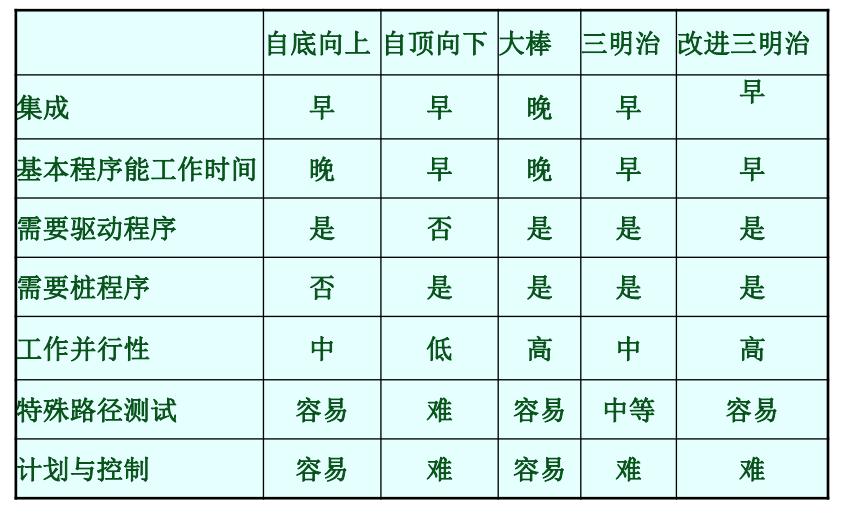 自底向上 自顶向下 大棒 三明治 改进三明治
集成 早 早 晚 早 早
基本程序能工作时间 晚 早 晚 早 早
需要驱动程序 是 否 是 是 是
需要桩程序 否 是 是 是 是
工作并行性 中 低 高 中 高
特殊路径测试 容易 难 容易 中等 容易
计划与控制 容易 难 容易 难 难